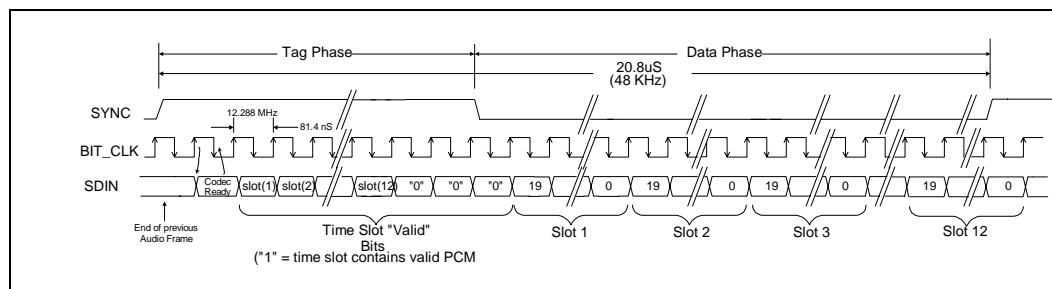 Tag Phase
Data Phase
20.8uS
(48 KHz)
SYNC
12.288 MHz
81.4 nS
BIT_CLK
SDIN
Codec
Ready
slot(1)
slot(2)
slot(12)
"0"
"0"
"0"
19
0
19
0
19
0
19
0
End of previous
Audio Frame
Time Slot "Valid"
Bits
("1" = time slot contains valid PCM
Slot 1
Slot 2
Slot 3
Slot 12